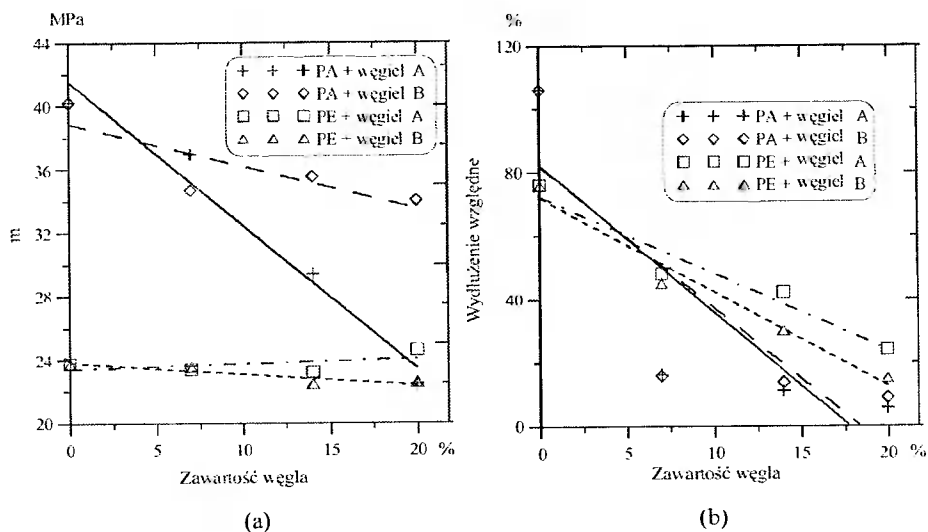 MPa
44
40
36
32
28
24
20
m
PA + węgiel A
PA + węgiel B
PE + węgiel A
PE + węgiel B
0
5
10
15
20
%
Zawartość węgla
(a)
%
120
80
40
0
Wydłużenie względne
PA + węgiel A
PA + węgiel B
PE + węgiel A
PE + węgiel B
0
5
10
15
20
%
Zawartość węgla
(b)